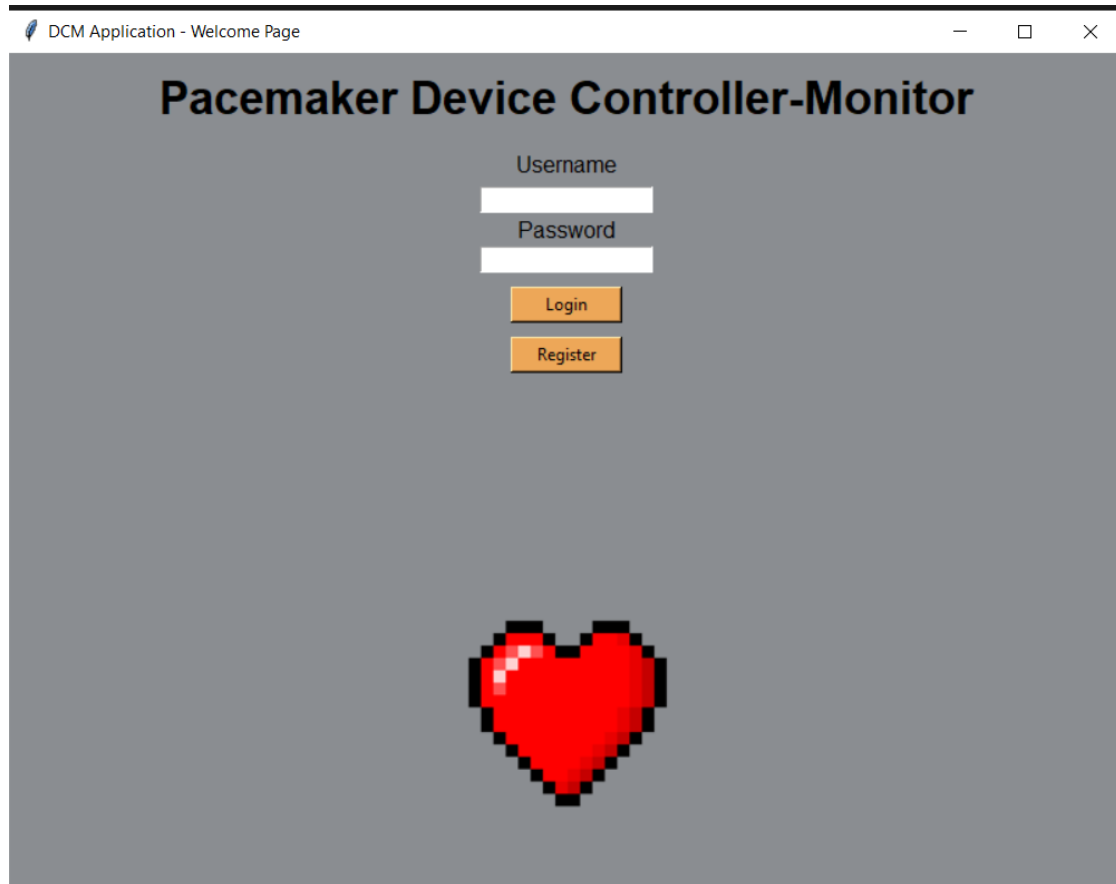 DCM Application - Welcome Page
Pacemaker Device Controller-Monitor
Username
Password
Login
Register